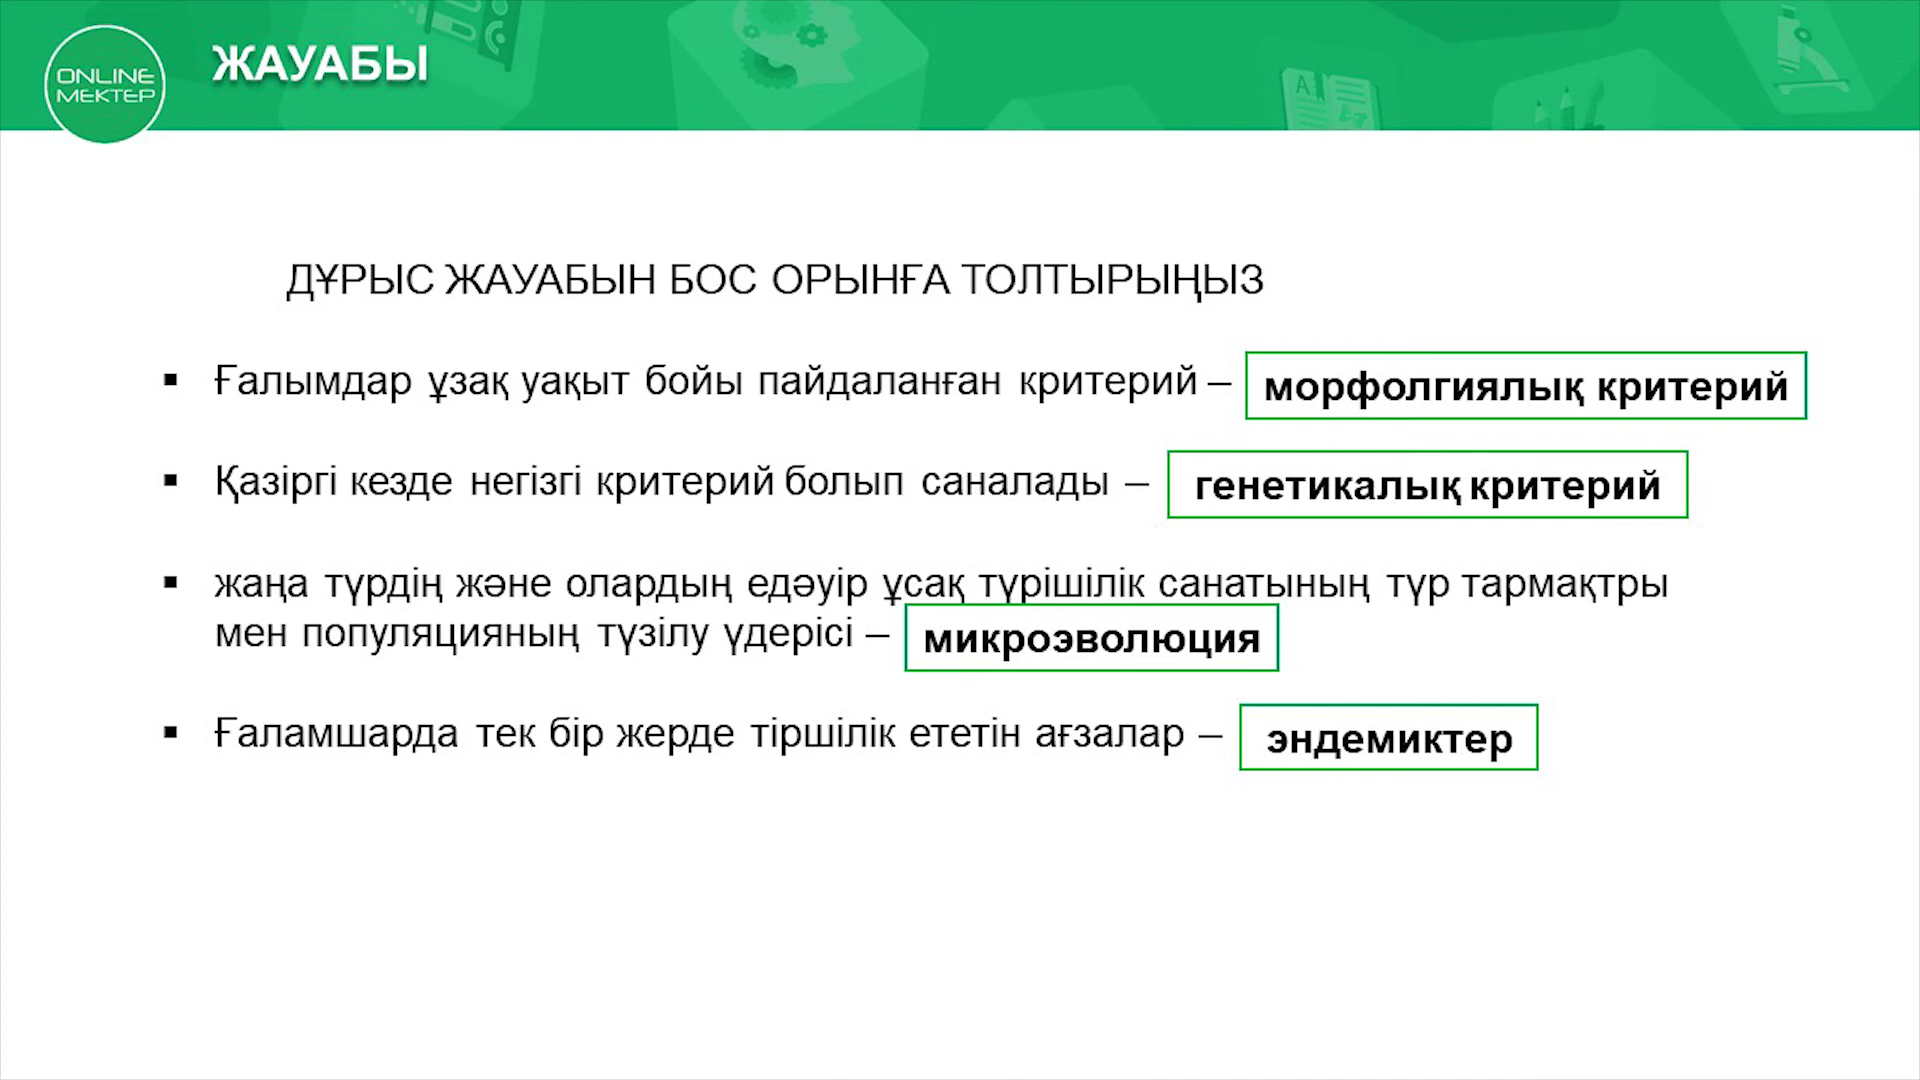 ONLINE
MEKTEP
ЖАУАБЫ
ДҰРЫС ЖАУАБЫН БОС ОРЫНҒА ТОЛТЫРЫҢЫЗ
▪ Ғалымдар ұзақ уақыт бойы пайдаланған критерий – морфолгиялық критерий
▪ Қазіргі кезде негізгі критерий болып саналады – генетикалық критерий
▪ жаңа түрдің және олардың едәуір ұсақ түрішілік санатының түр тармақтры
мен популяцияның түзілу үдерісі – микроэволюция
▪ Ғаламшарда тек бір жерде тіршілік ететін ағзалар – эндемиктер